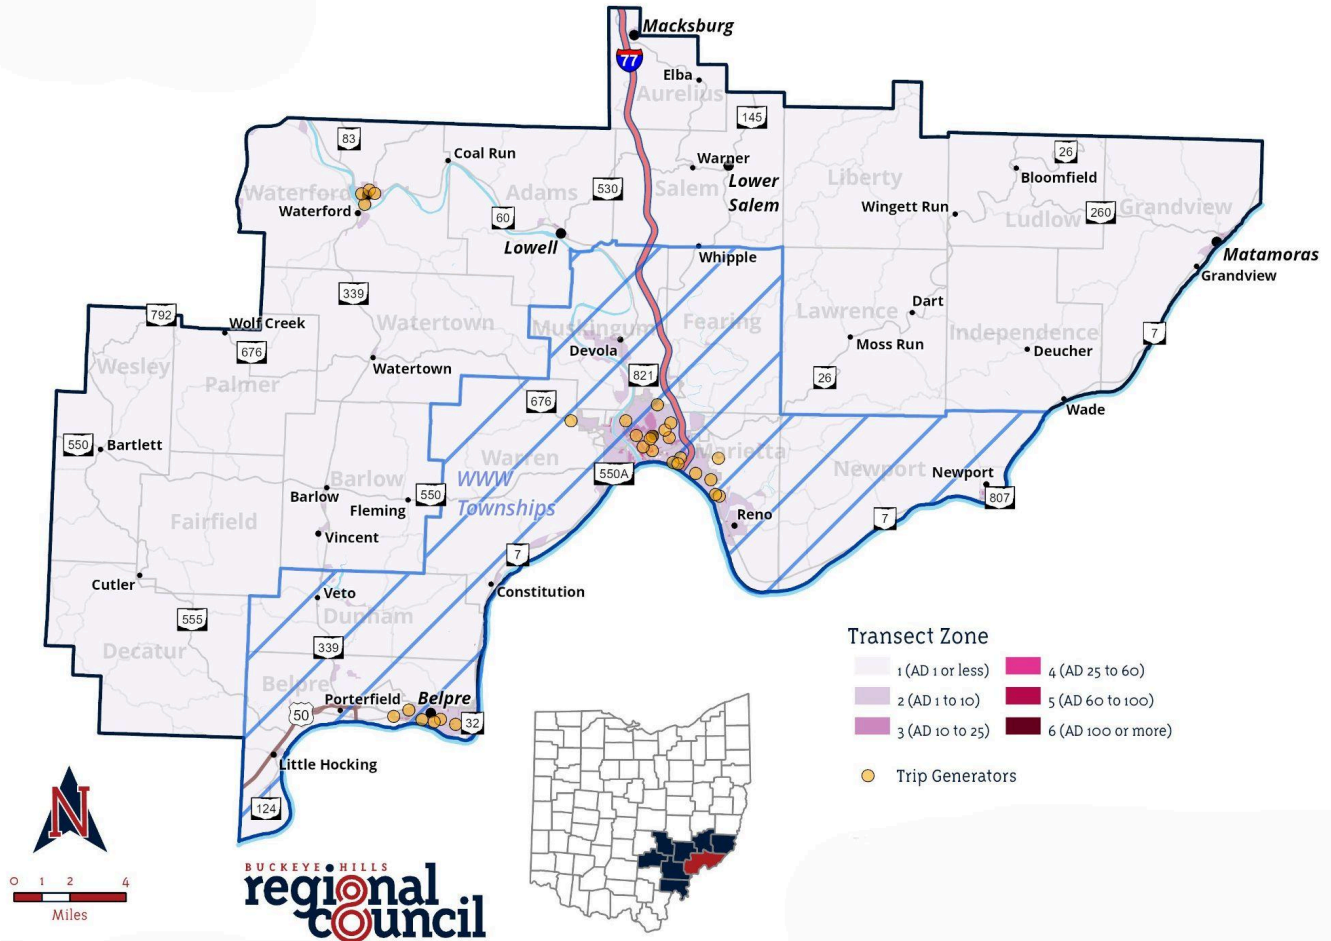 Macksburg
77
Elba
Aurelius
145
83
Coal Run
Warner
Lower
Salem
26
Bloomfield
Waterford
Adams
530
Salem
Liberty
Waterford
60
Wingett Run
Ludlow
260
Grandview
Lowell
Whipple
Matamoras
Grandview
339
Dart
792
Wolf Creek
Watertown
Muskingum
Fearing
Lawrence
Independence
7
676
Devola
Moss Run
Deucher
Wesley
Watertown
Palmer
821
26
676
Wade
550
Bartlett
Warren
Marietta
Newport
Barlow
WWW
Townships
550A
Newport
Barlow
550
807
Fleming
Fairfield
Reno
7
Vincent
7
Cutler
Veto
Constitution
555
Dunham
339
Decatur
Belpre
Porterfield
Belpre
50
32
Little Hocking
124
Transect Zone
1 (AD 1 or less)
2 (AD 1 to 10)
3 (AD 10 to 25)
4 (AD 25 to 60)
5 (AD 60 to 100)
6 (AD 100 or more)
Trip Generators
N
0 1 2 4
Miles
BUCKEYE HILLS
regional
council